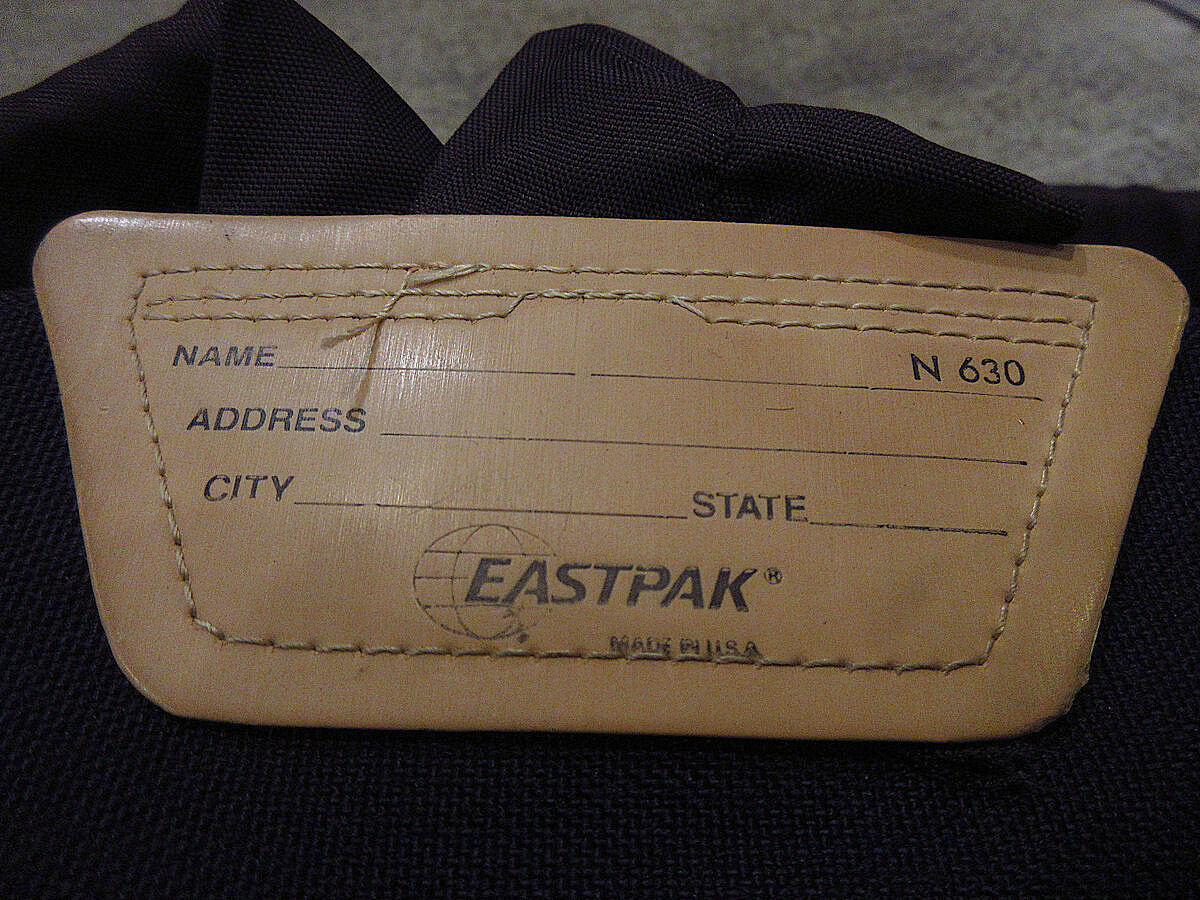 NAME N 630
ADDRESS
CITY STATE
EASTPAK®
MADE IN U.S.A